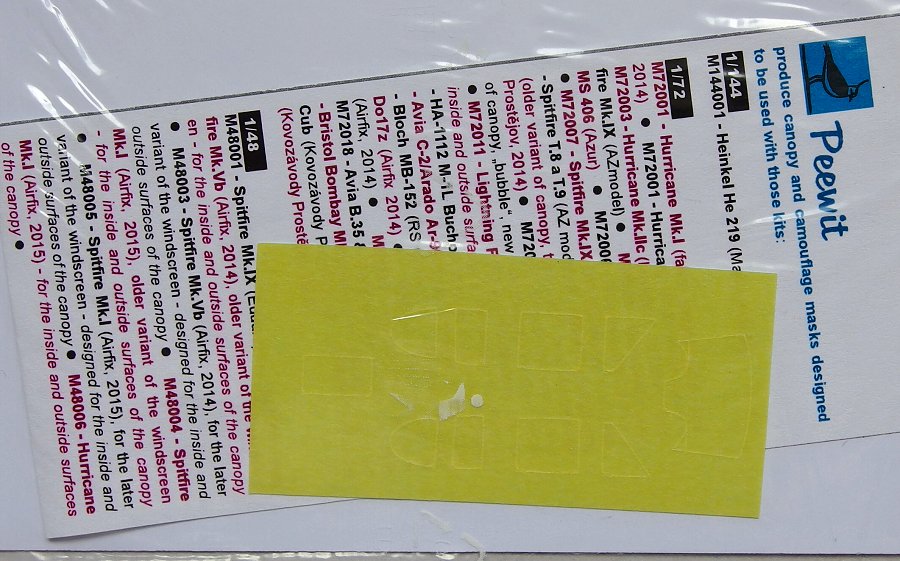 Peewit
produce canopy and camouflage masks designed
to be used with those kits:
1/144
M144001 - Heinkel He 219
1/72
M72001 - Hurricane Mk.I
2014) ● M72001 -
M72003 - Hurricane Mk.IIc
fire Mk.IX (AZmodel) ●
MS 406 (Azur)
● M72007 - Spitfire Mk.IX
- Spitfire T.8 a T.9 (AZ
(older variant of canopy,
Prostějov, 2014) ●
of canopy, „bubble“, new
● M72011 - Lightning
inside and outside
- HA-1112 M-1L
- Avia C-2/Arado
- Bloch MB-152 (RS
Do17z (Airfix, 2014) ●
(Airfix, 2014) ●
M72018 - Avia B.35
- Bristol Bombay
Cub (Kovozávody
(Kovozávody
1/48
M48001 - Spitfire Mk.IX
fire Mk.Vb (Airfix, 2014), older variant of the
en - for the inside and outside surfaces of the canopy
● M48003 - Spitfire Mk.Vb (Airfix, 2014), for the later
variant of the windscreen - designed for the inside and
outside surfaces of the canopy ● M48004 - Spitfire
Mk.I (Airfix, 2015), older variant of the windscreen
- for the inside and outside surfaces of the canopy
● M48005 - Spitfire Mk.I (Airfix, 2015), for the later
variant of the windscreen - designed for the inside and
outside surfaces of the canopy ● M48006 - Hurricane
Mk.I (Airfix, 2015) - for the inside and outside surfaces
of the canopy ●